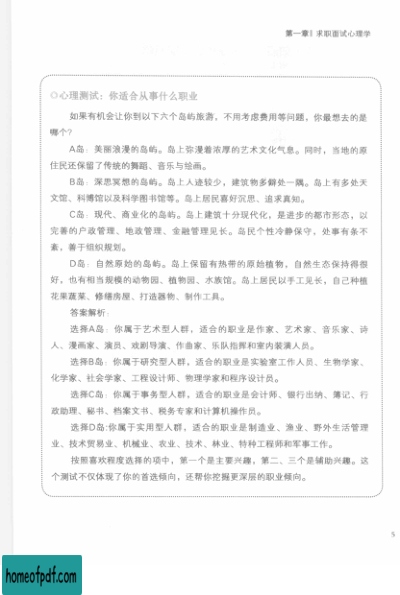 第一章 | 求职面试心理学
○心理测试：你适合从事什么职业
如果有机会让你到以下六个岛屿旅游，不用考虑费用等问题，你最想去的是
哪个？
A岛：美丽浪漫的岛屿。岛上弥漫着浓厚的艺术文化气息。同时，当地的原
住民还保留了传统的舞蹈、音乐与绘画。
B岛：深思冥想的岛屿。岛上人迹较少，建筑物多僻处一隅。岛上有多处天
文馆、科博馆以及科学图书馆等。岛上居民喜好沉思、追求真知。
C岛：现代、商业化的岛屿。岛上建筑十分现代化，是进步的都市形态，以
完善的户政管理、地政管理、金融管理见长。岛民个性冷静保守，处事有条不
紊，善于组织规划。
D岛：自然原始的岛屿。岛上保留有热带的原始植物，自然生态保持得很
好，也有相当规模的动物园、植物园、水族馆。岛上居民以手工见长，自己种植
花果蔬菜、修缮房屋、打造器物、制作工具。
答案解析：
选择A岛：你属于艺术型人群，适合的职业是作家、艺术家、音乐家、诗
人、漫画家、演员、戏剧导演、作曲家、乐队指挥和室内装潢人员。
选择B岛：你属于研究型人群，适合的职业是实验室工作人员、生物学家、
化学家、社会学家、工程设计师、物理学家和程序设计员。
选择C岛：你属于事务型人群，适合的职业是会计师、银行出纳、簿记、行
政助理、秘书、档案文书、税务专家和计算机操作员。
选择D岛:你属于实用型人群，适合的职业是制造业、渔业、野外生活管理
业、技术贸易业、机械业、农业、技术、林业、特种工程师和军事工作。
按照喜欢程度选择的项中，第一个是主要兴趣，第二、三个是辅助兴趣。这
个测试不仅体现了你的首选倾向，还帮你挖掘更深层的职业倾向。
5
homeofpdf.com